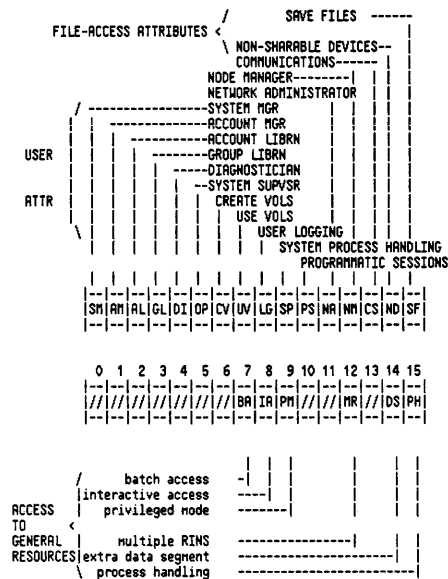 SAVE FILES
FILE-ACCESS ATTRIBUTES
NON-SHARABLE DEVICES
COMMUNICATIONS
NODE MANAGER
NETWORK ADMINISTRATOR
SYSTEM MGR
ACCOUNT MGR
ACCOUNT LIBRN
USER GROUP LIBRN
DIAGNOSTICIAN
SYSTEM SUPVSR
ATTR CREATE VOLS
USE VOLS
USER LOGGING
SYSTEM PROCESS HANDLING
PROGRAMMATIC SESSIONS
|SM|AM|AL|GL|DI|OP|CV|UV|LG|SP|PS|NA|NM|CS|ND|SF|
0 1 2 3 4 5 6 7 8 9 10 11 12 13 14 15
|//|//|//|//|//|//|//|BA|IA|PM|//|//|MR|//|DS|PH|
batch access
ACCESS interactive access
TO privileged mode
GENERAL multiple RINS
RESOURCES extra data segment
process handling